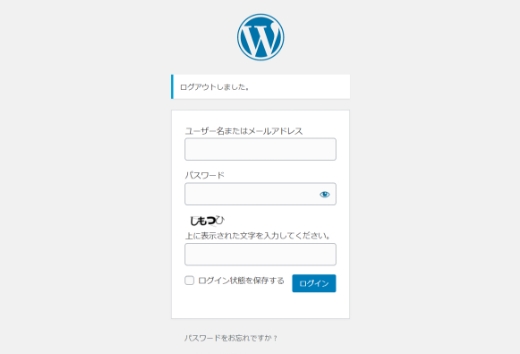 ログアウトしました。
ユーザー名またはメールアドレス
パスワード
じもつひ
上に表示された文字を入力してください。
ログイン状態を保存する
ログイン
パスワードをお忘れですか ?